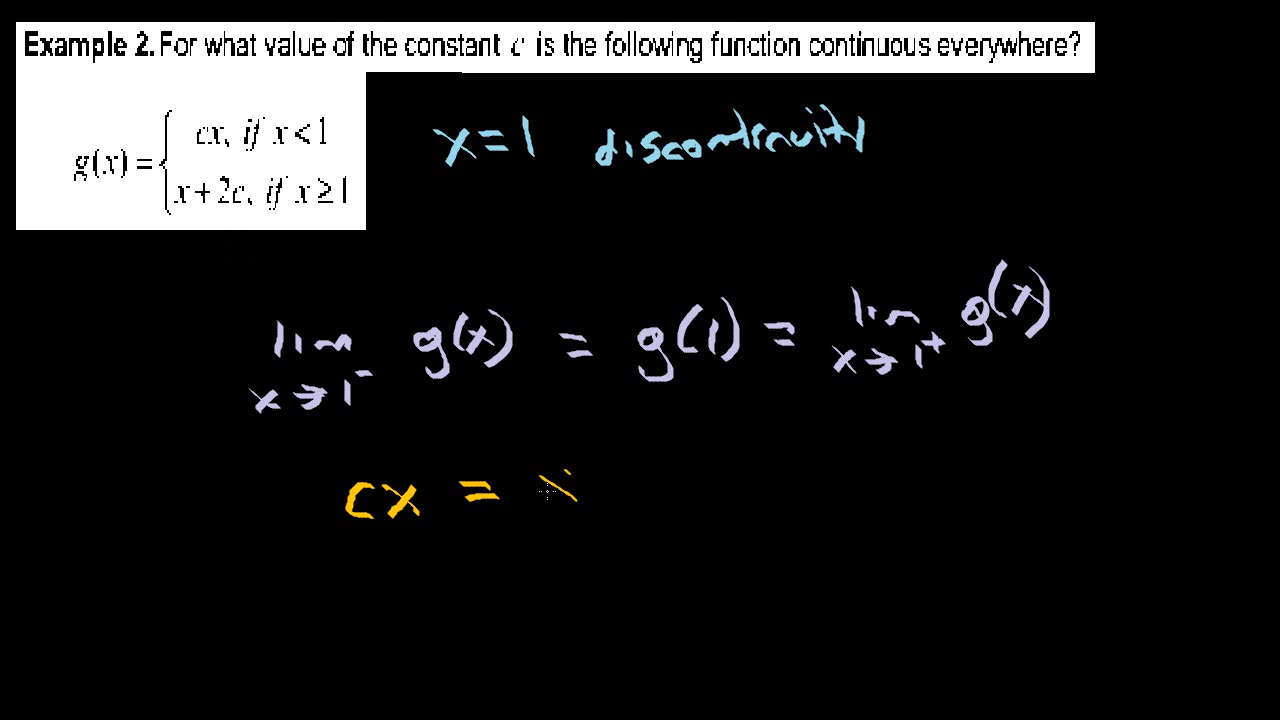 Example 2. For what value of the constant c is the following function continuous everywhere?
g(x) = { cx, if x < 1
x + 2c, if x ≥ 1
x = 1 discontinuity
lim x→1⁻ g(x) = g(1) = lim x→1⁺ g(x)
cx = x